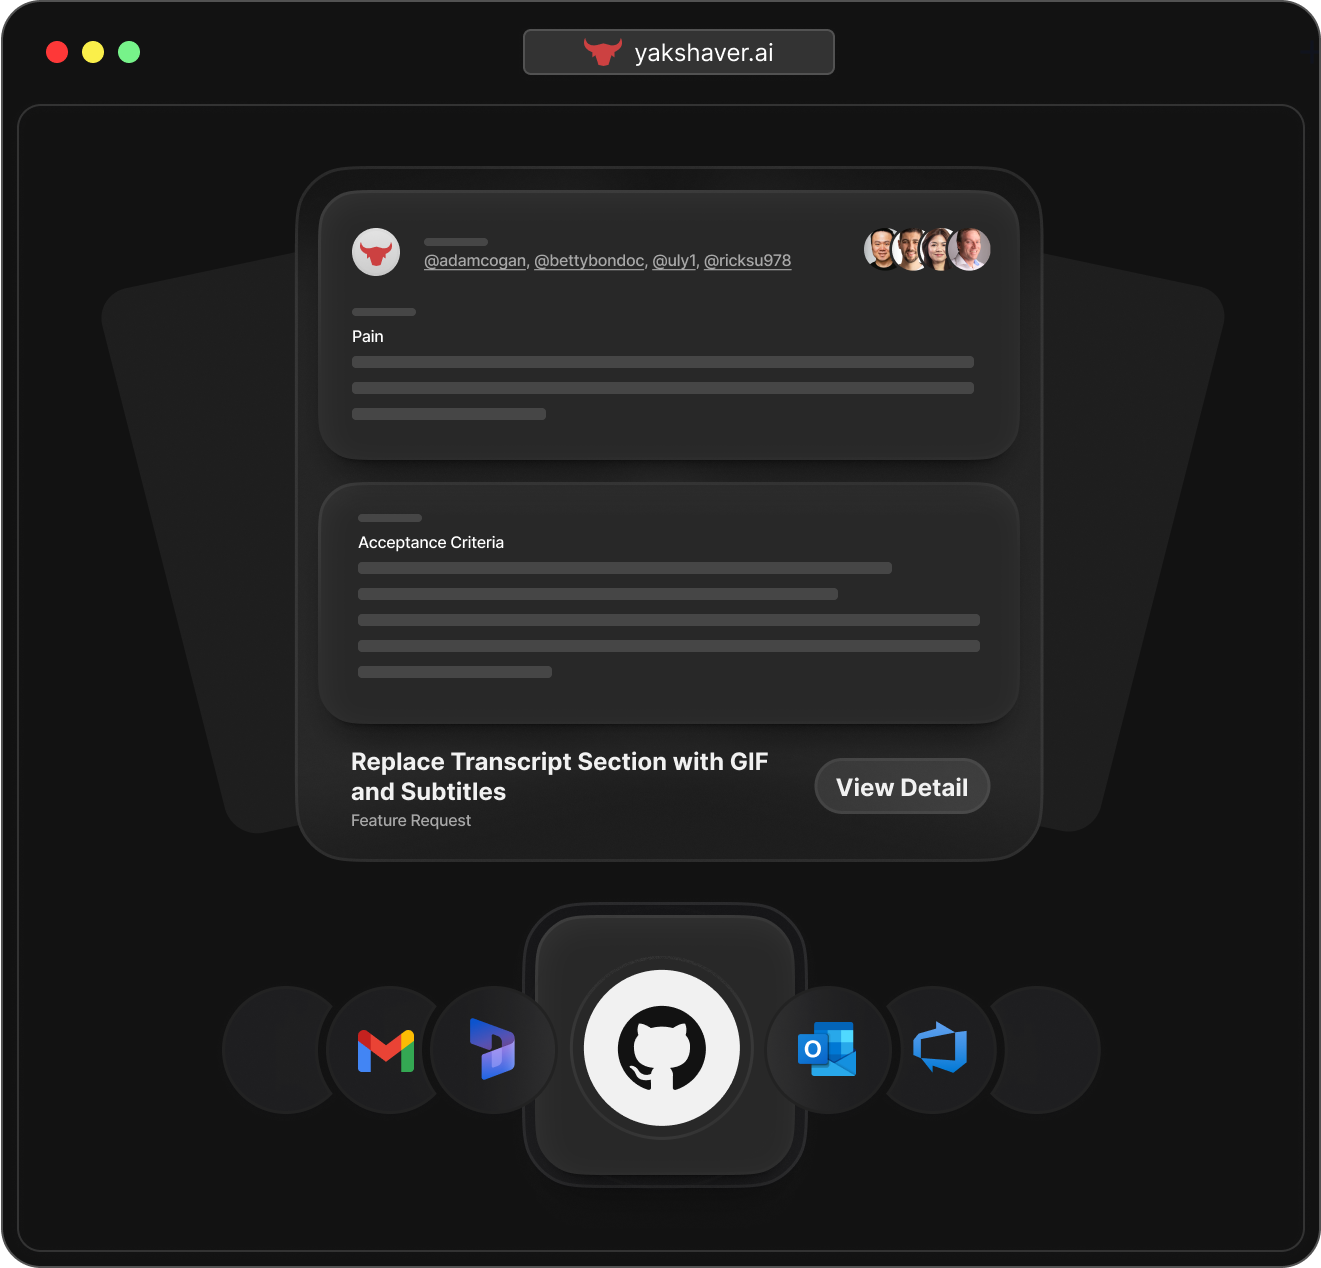 yakshaver.ai
@adamcogan, @bettybondoc, @uly1, @ricksu978
Pain
Acceptance Criteria
Replace Transcript Section with GIF
and Subtitles
Feature Request
View Detail